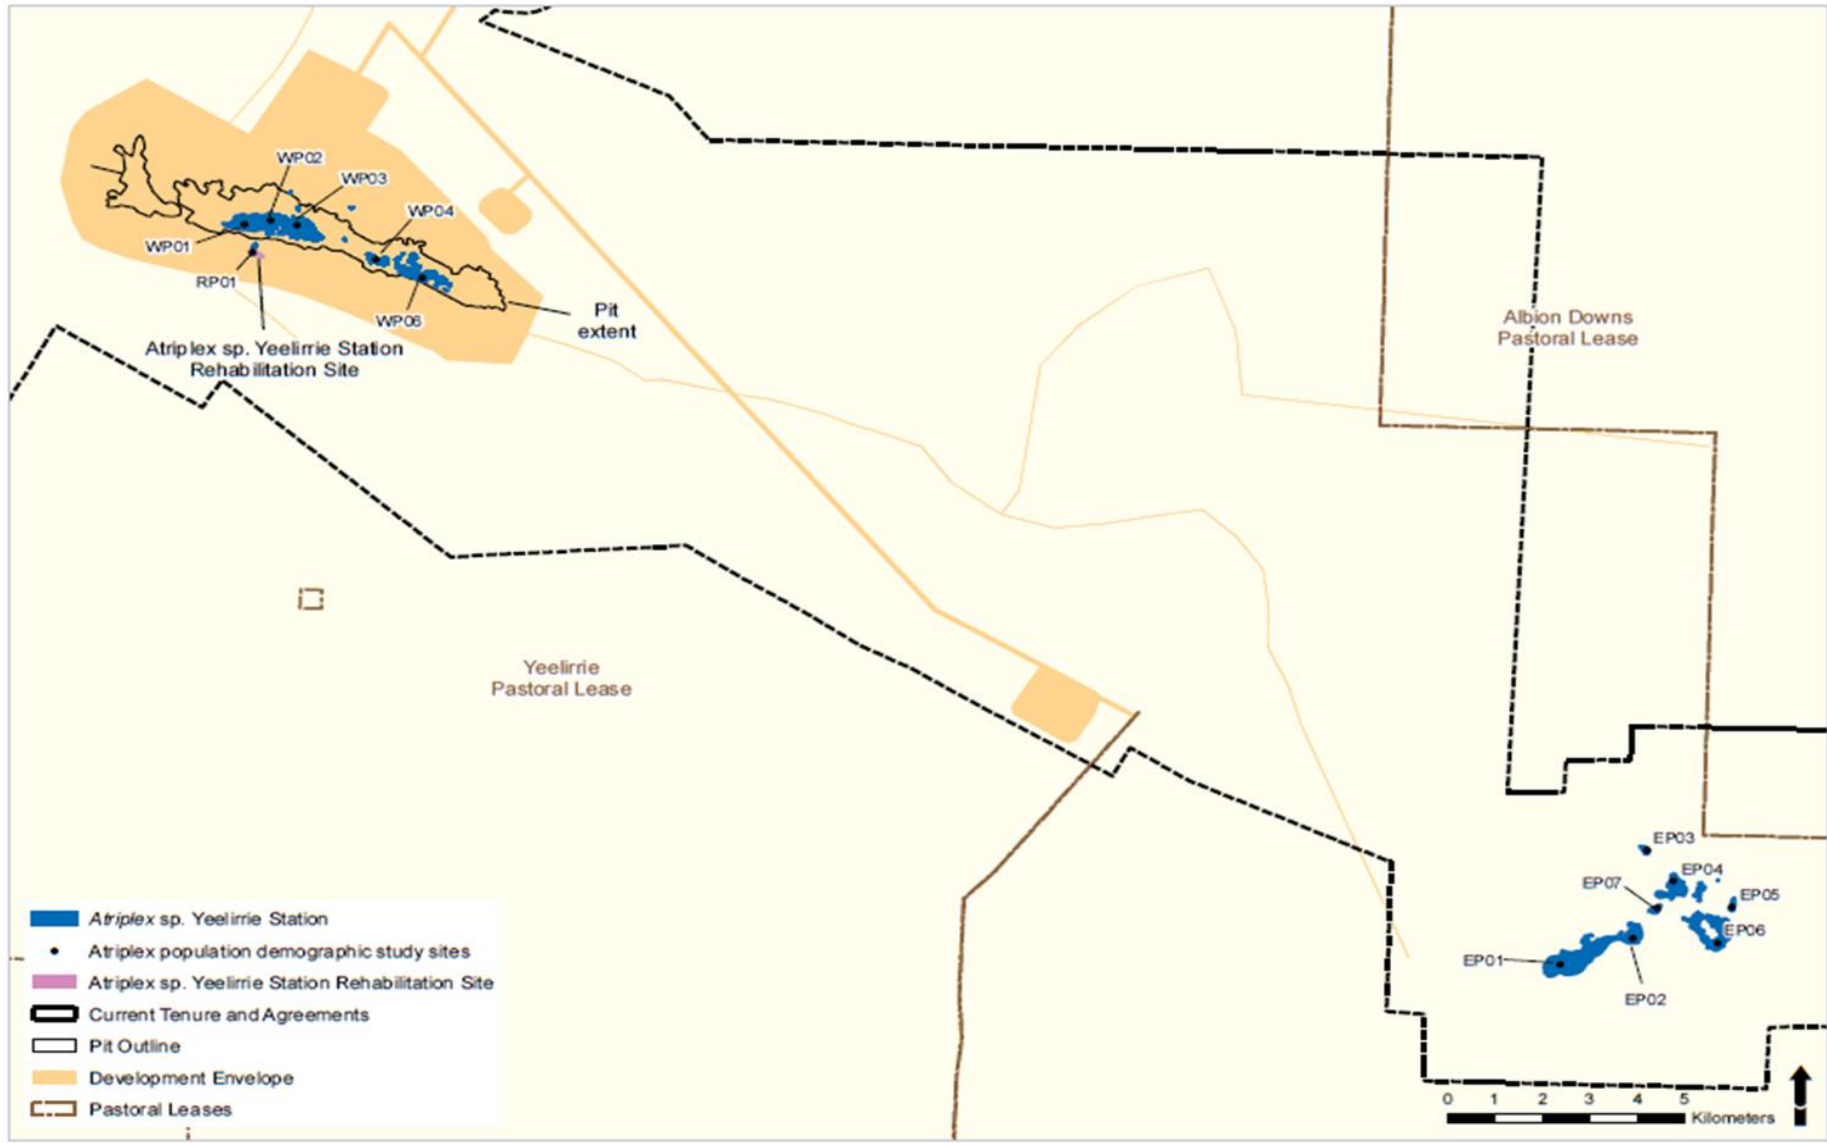 WP02
WP03
WP04
WP01
RP01
WP06
Pit
extent
Atriplex sp. Yeelirrie Station
Rehabilitation Site
Albion Downs
Pastoral Lease
Yeelirrie
Pastoral Lease
EP03
EP04
EP07
EP05
EP06
EP01
EP02
Atriplex sp. Yeelirrie Station
Atriplex population demographic study sites
Atriplex sp. Yeelirrie Station Rehabilitation Site
Current Tenure and Agreements
Pit Outline
Development Envelope
Pastoral Leases
0 1 2 3 4 5
Kilometers